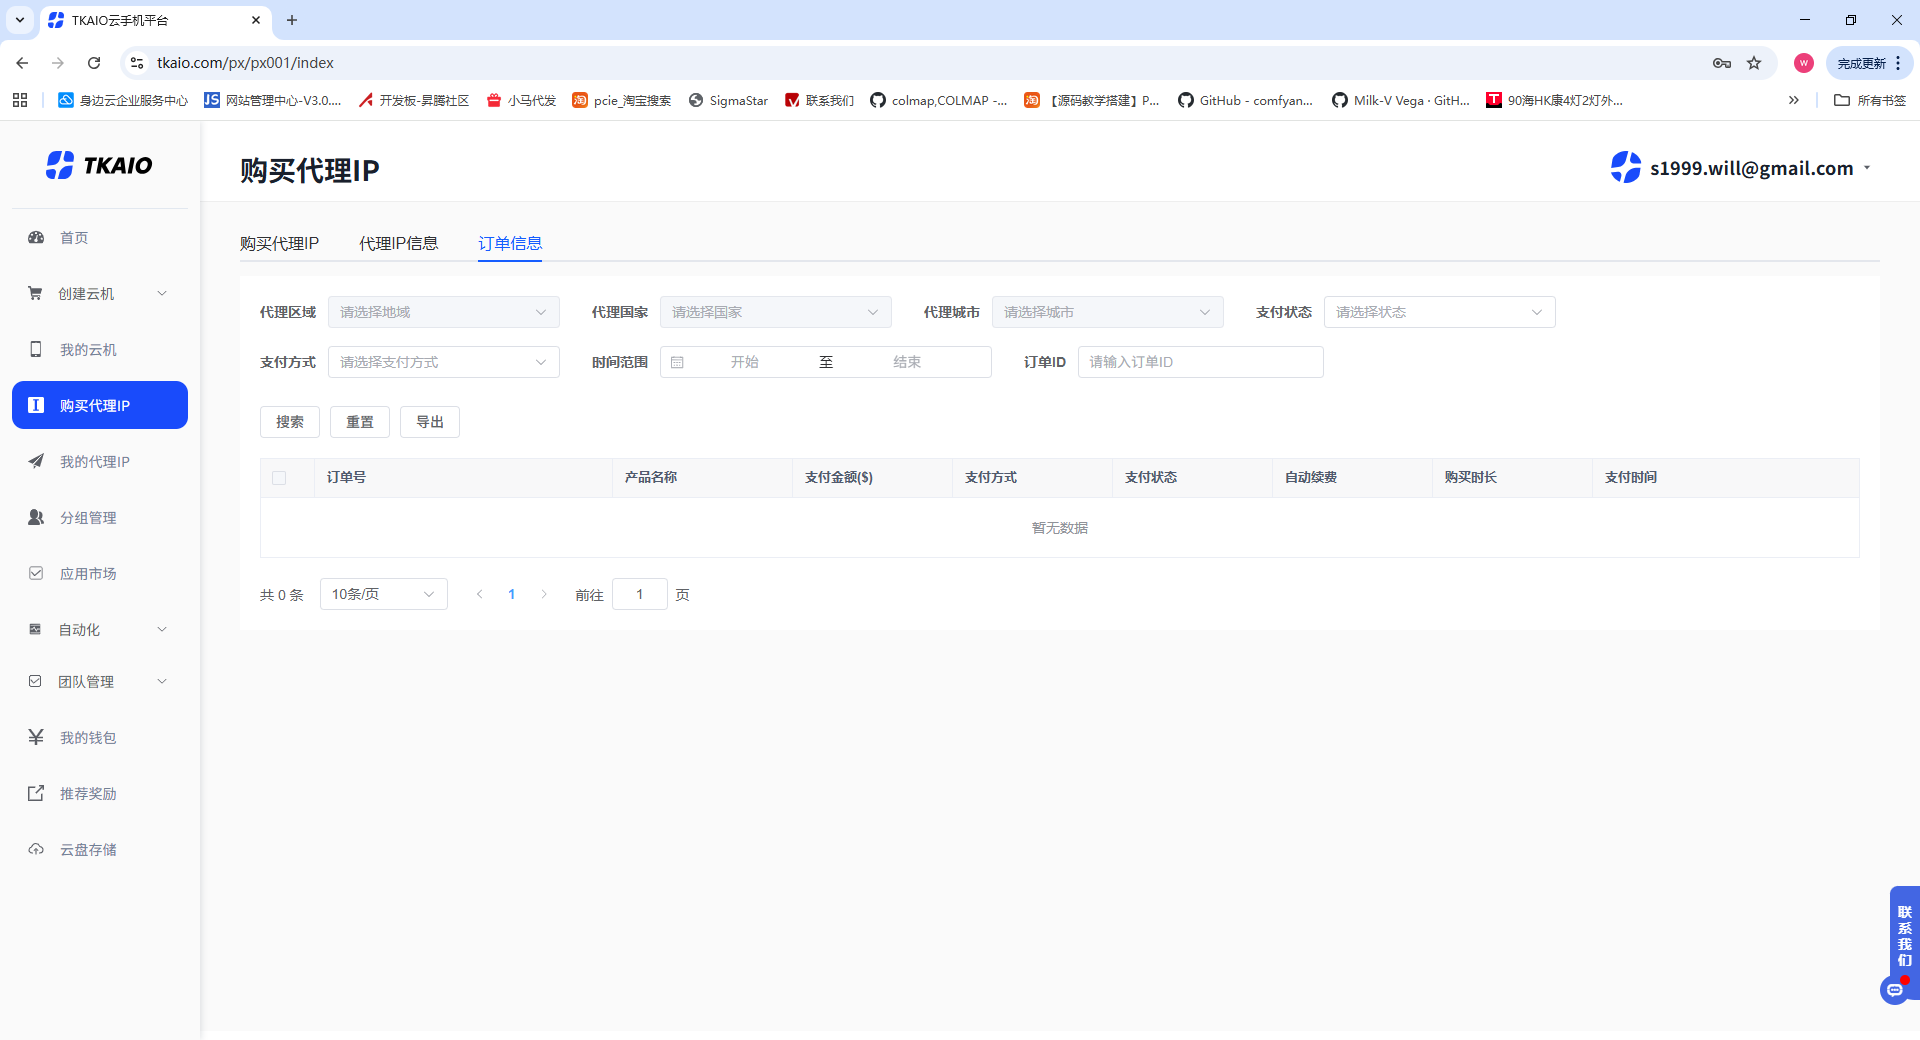 TKAIO云手机平台
tkaio.com/px/px001/index
W
完成更新
身边云企业服务中心
JS 网站管理中心-V3.0....
开发板-昇腾社区
小马代发
淘 pcie_淘宝搜索
SigmaStar
联系我们
colmap,COLMAP -...
淘 【源码教学搭建】P...
GitHub - comfyan...
Milk-V Vega · GitH...
T 90海HK康4灯2灯外...
所有书签
TKAIO
购买代理IP
s1999.will@gmail.com
首页
创建云机
我的云机
购买代理IP
我的代理IP
分组管理
应用市场
自动化
团队管理
我的钱包
推荐奖励
云盘存储
购买代理IP 代理IP信息 订单信息
代理区域 请选择地域 代理国家 请选择国家 代理城市 请选择城市 支付状态 请选择状态
支付方式 请选择支付方式 时间范围 开始 至 结束 订单ID 请输入订单ID
搜索 重置 导出
订单号 产品名称 支付金额($) 支付方式 支付状态 自动续费 购买时长 支付时间
暂无数据
共 0 条 10条/页 1 前往 1 页
联系我们